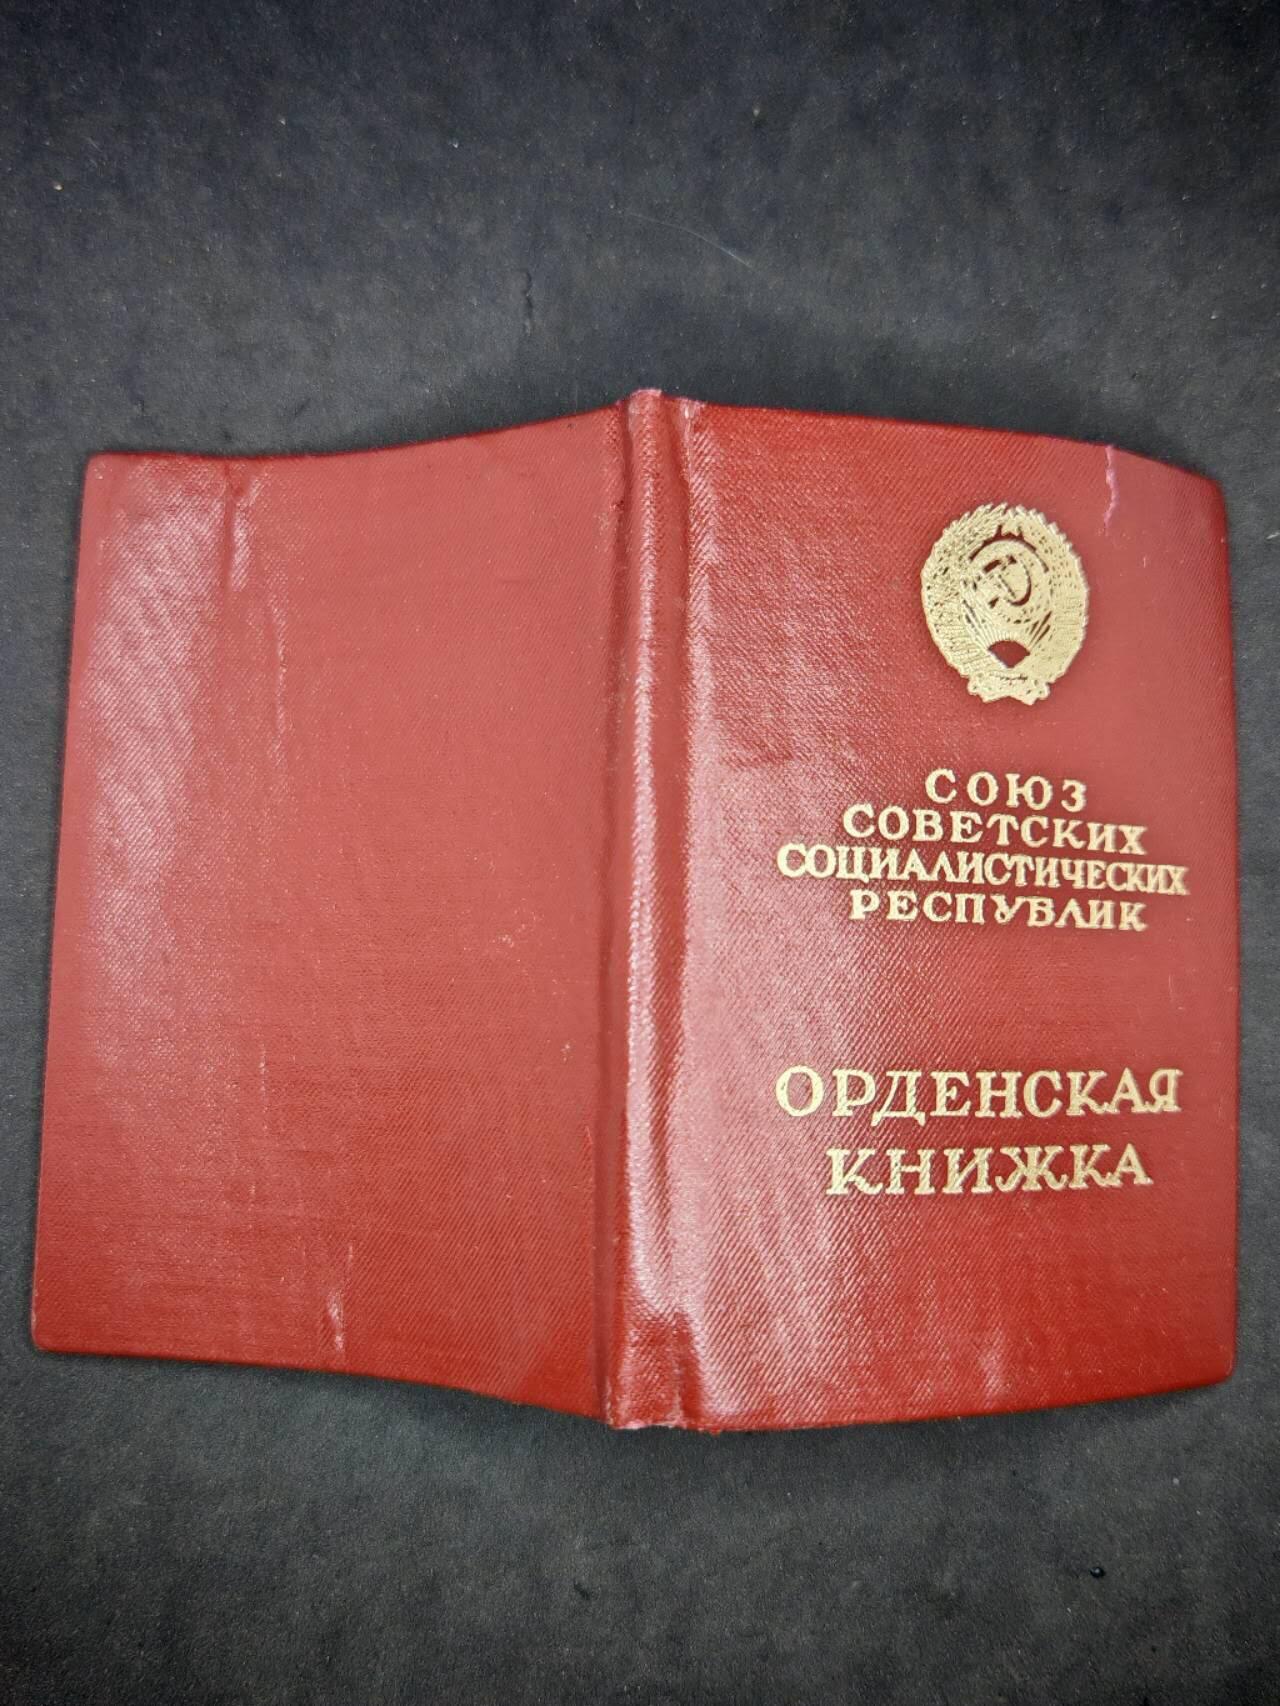 СОЮЗ
СОВЕТСКИХ
СОЦИАЛИСТИЧЕСКИХ
РЕСПУБЛИК
ОРДЕНСКАЯ
КНИЖКА